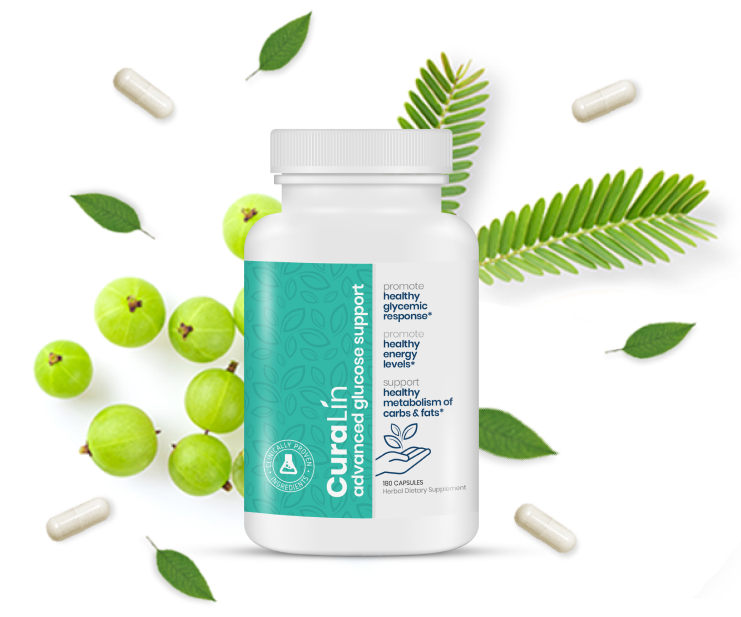 CuraLin
advanced glucose support
CLINICALLY PROVEN
INGREDIENTS
promote
healthy
glycemic
response*
promote
healthy
energy
levels*
support
healthy
metabolism of
carbs & fats*
180 CAPSULES
Herbal Dietary Supplement